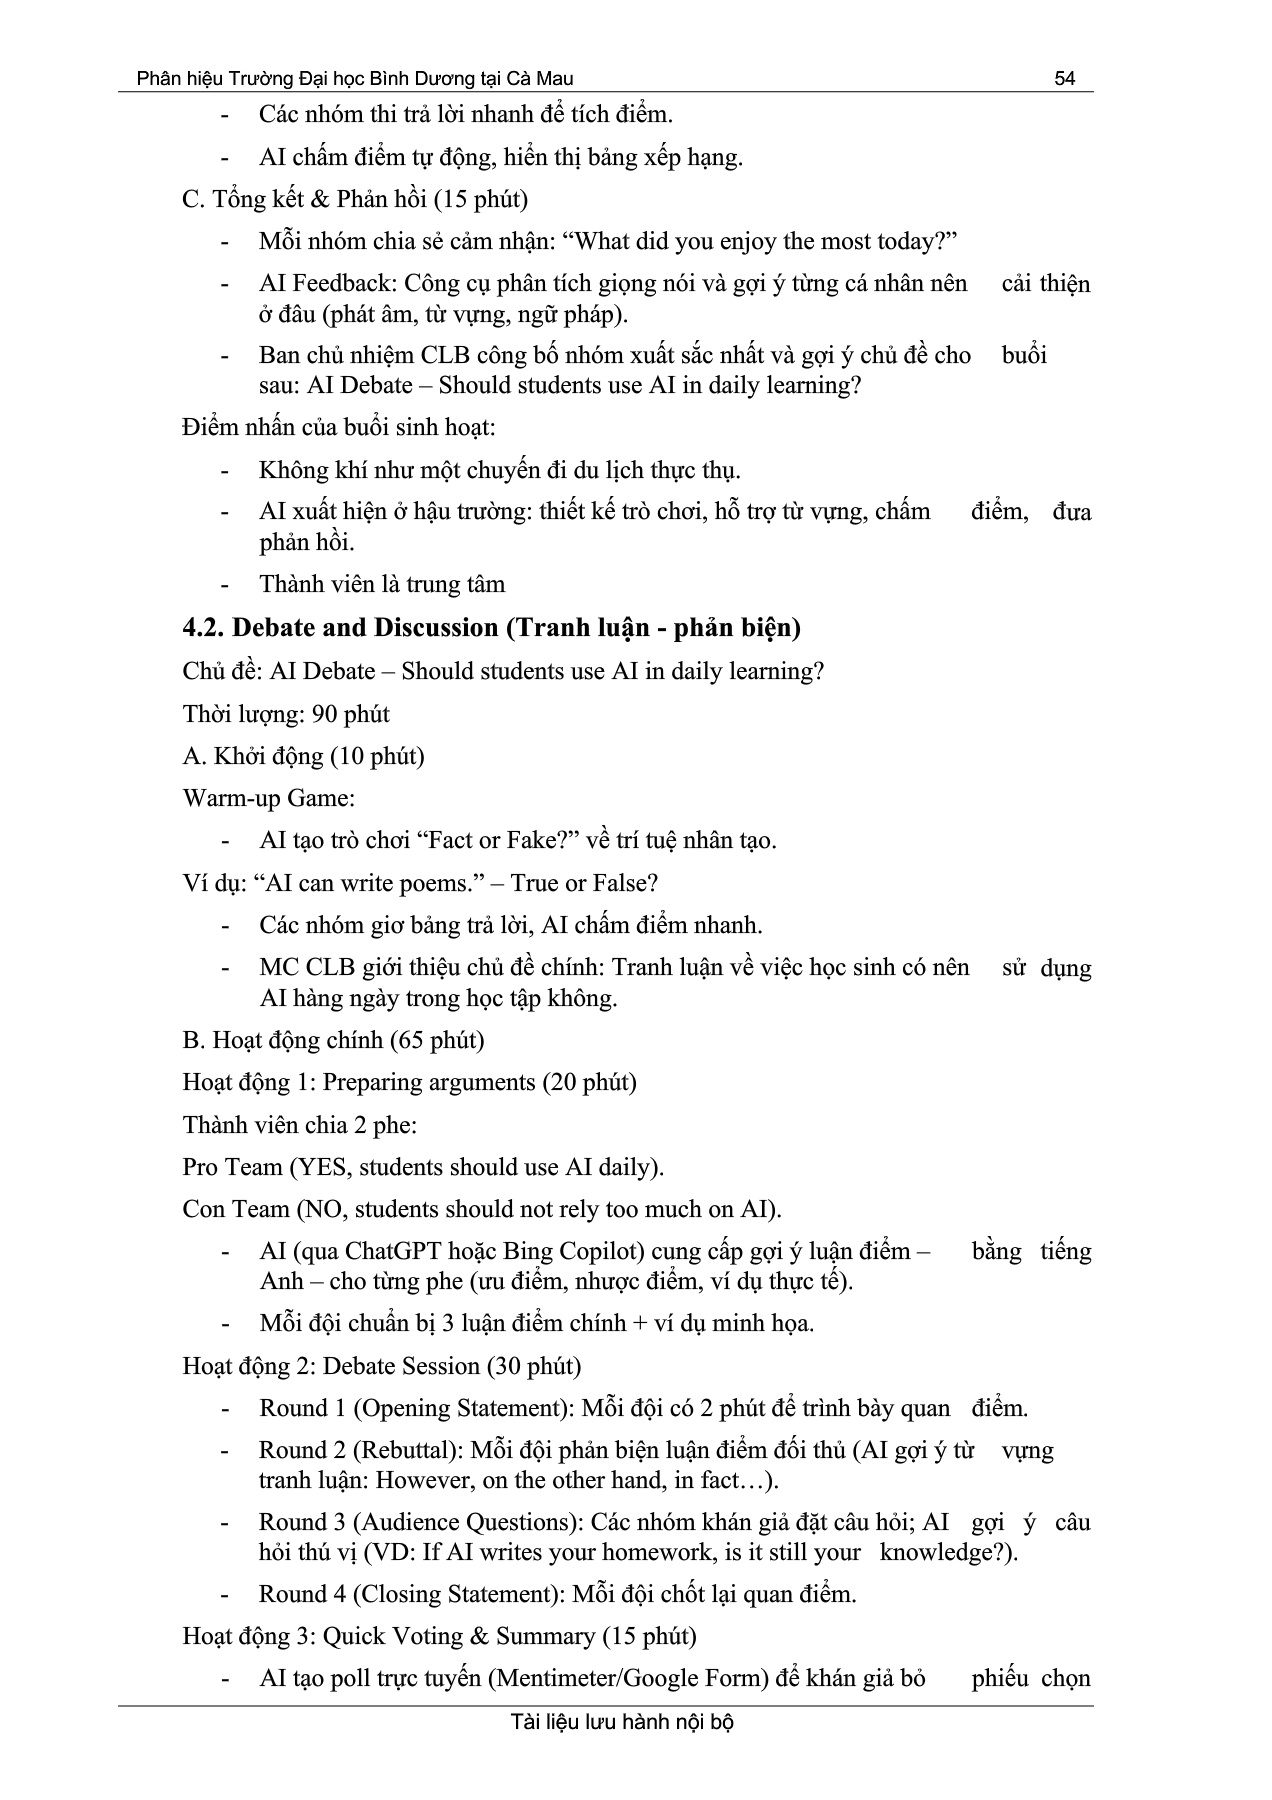 Phân hiệu Trường Đại học Bình Dương tại Cà Mau 54
- Các nhóm thi trả lời nhanh để tích điểm.
- AI chấm điểm tự động, hiển thị bảng xếp hạng.
C. Tổng kết & Phản hồi (15 phút)
- Mỗi nhóm chia sẻ cảm nhận: “What did you enjoy the most today?”
- AI Feedback: Công cụ phân tích giọng nói và gợi ý từng cá nhân nên cải thiện
ở đâu (phát âm, từ vựng, ngữ pháp).
- Ban chủ nhiệm CLB công bố nhóm xuất sắc nhất và gợi ý chủ đề cho buổi
sau: AI Debate – Should students use AI in daily learning?
Điểm nhấn của buổi sinh hoạt:
- Không khí như một chuyến đi du lịch thực thụ.
- AI xuất hiện ở hậu trường: thiết kế trò chơi, hỗ trợ từ vựng, chấm điểm, đưa
phản hồi.
- Thành viên là trung tâm
4.2. Debate and Discussion (Tranh luận - phản biện)
Chủ đề: AI Debate – Should students use AI in daily learning?
Thời lượng: 90 phút
A. Khởi động (10 phút)
Warm-up Game:
- AI tạo trò chơi “Fact or Fake?” về trí tuệ nhân tạo.
Ví dụ: “AI can write poems.” – True or False?
- Các nhóm giơ bảng trả lời, AI chấm điểm nhanh.
- MC CLB giới thiệu chủ đề chính: Tranh luận về việc học sinh có nên sử dụng
AI hàng ngày trong học tập không.
B. Hoạt động chính (65 phút)
Hoạt động 1: Preparing arguments (20 phút)
Thành viên chia 2 phe:
Pro Team (YES, students should use AI daily).
Con Team (NO, students should not rely too much on AI).
- AI (qua ChatGPT hoặc Bing Copilot) cung cấp gợi ý luận điểm – bằng tiếng
Anh – cho từng phe (ưu điểm, nhược điểm, ví dụ thực tế).
- Mỗi đội chuẩn bị 3 luận điểm chính + ví dụ minh họa.
Hoạt động 2: Debate Session (30 phút)
- Round 1 (Opening Statement): Mỗi đội có 2 phút để trình bày quan điểm.
- Round 2 (Rebuttal): Mỗi đội phản biện luận điểm đối thủ (AI gợi ý từ vựng
tranh luận: However, on the other hand, in fact…).
- Round 3 (Audience Questions): Các nhóm khán giả đặt câu hỏi; AI gợi ý câu
hỏi thú vị (VD: If AI writes your homework, is it still your knowledge?).
- Round 4 (Closing Statement): Mỗi đội chốt lại quan điểm.
Hoạt động 3: Quick Voting & Summary (15 phút)
- AI tạo poll trực tuyến (Mentimeter/Google Form) để khán giả bỏ phiếu chọn
Tài liệu lưu hành nội bộ